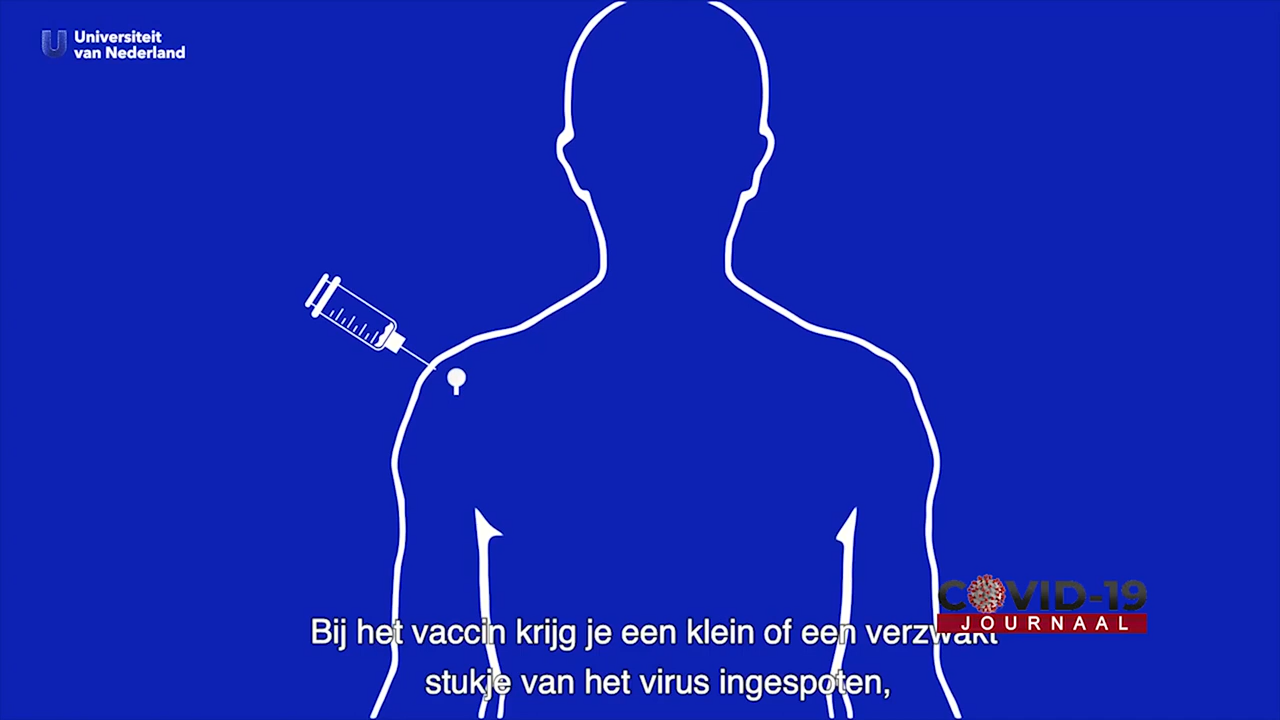 Universiteit
van Nederland
COVID-19
JOURNAAL
Bij het vaccin krijg je een klein of een verzwakt
stukje van het virus ingespoten,